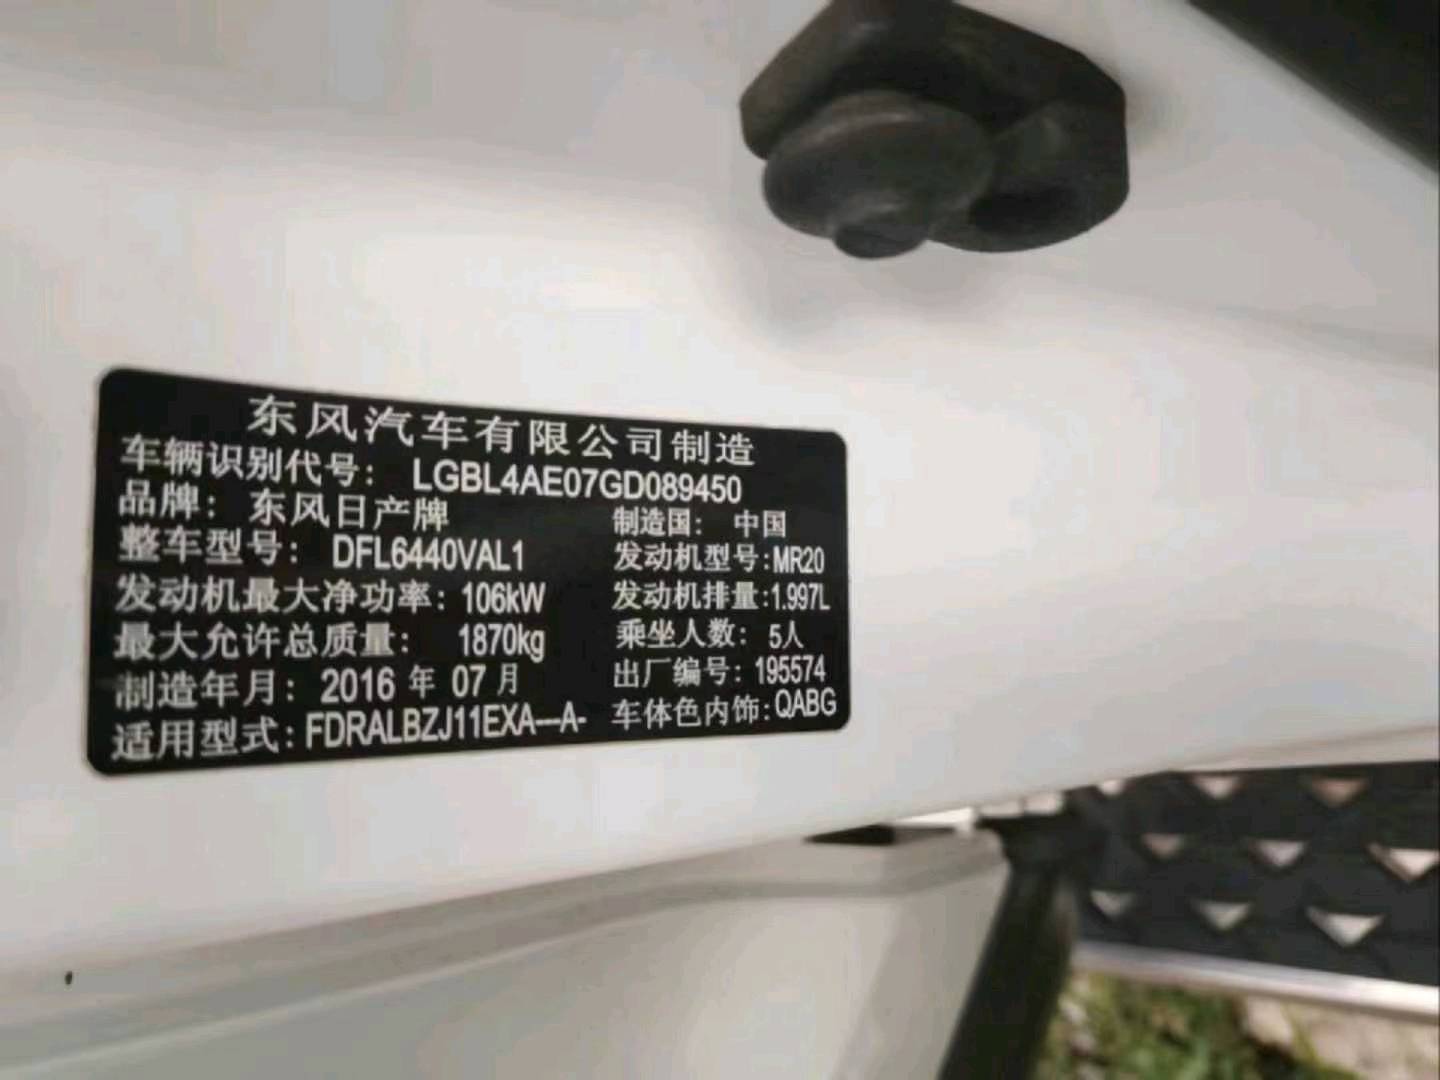 东风汽车有限公司制造
车辆识别代号： LGBL4AE07GD089450
品牌： 东风日产牌 制造国： 中国
整车型号： DFL6440VAL1 发动机型号:MR20
发动机最大净功率: 106kW 发动机排量:1.997L
最大允许总质量： 1870kg 乘坐人数： 5人
制造年月： 2016 年 07 月 出厂编号: 195574
适用型式: FDRALBZJ11EXA---A- 车体色内饰:QABG